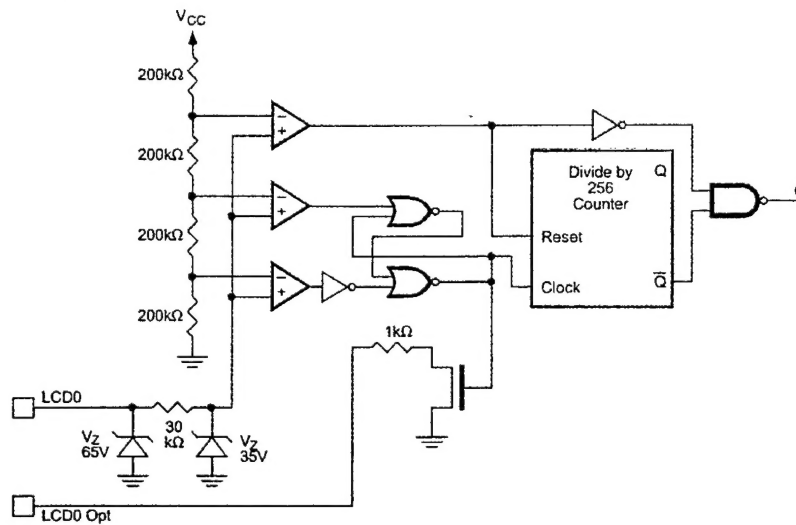 VCC
200kΩ
200kΩ
200kΩ
200kΩ
−
+
−
+
−
+
Divide by
256
Counter
Q
Reset
Clock
Q̅
1kΩ
LCD0
VZ
65V
30
kΩ
VZ
35V
LCD0 Opt